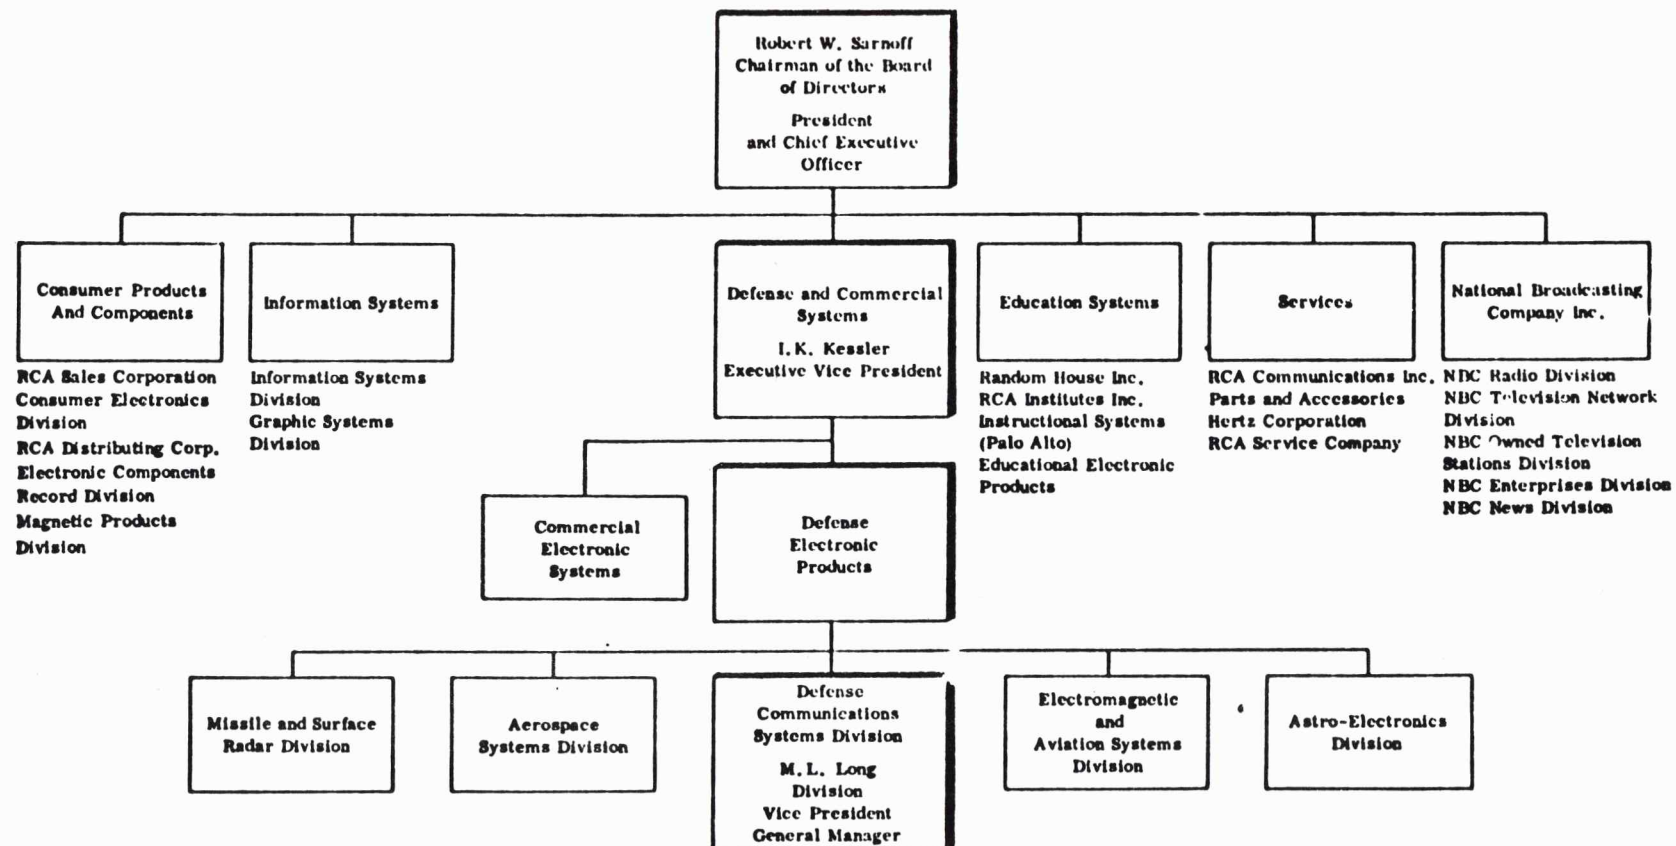 Robert W. Sarnoff
Chairman of the Board
of Directors
President
and Chief Executive
Officer
Consumer Products
And Components
RCA Sales Corporation
Consumer Electronics
Division
RCA Distributing Corp.
Electronic Components
Record Division
Magnetic Products
Division
Information Systems
Information Systems
Division
Graphic Systems
Division
Defense and Commercial
Systems
I.K. Kessler
Executive Vice President
Education Systems
Random House Inc.
RCA Institutes Inc.
Instructional Systems
(Palo Alto)
Educational Electronic
Products
Services
RCA Communications Inc.
Parts and Accessories
Hertz Corporation
RCA Service Company
National Broadcasting
Company Inc.
NBC Radio Division
NBC Television Network
Division
NBC Owned Television
Stations Division
NBC Enterprises Division
NBC News Division
Commercial
Electronic
Systems
Defense
Electronic
Products
Missile and Surface
Radar Division
Aerospace
Systems Division
Defense
Communications
Systems Division
M.L. Long
Division
Vice President
General Manager
Electromagnetic
and
Aviation Systems
Division
Astro-Electronics
Division